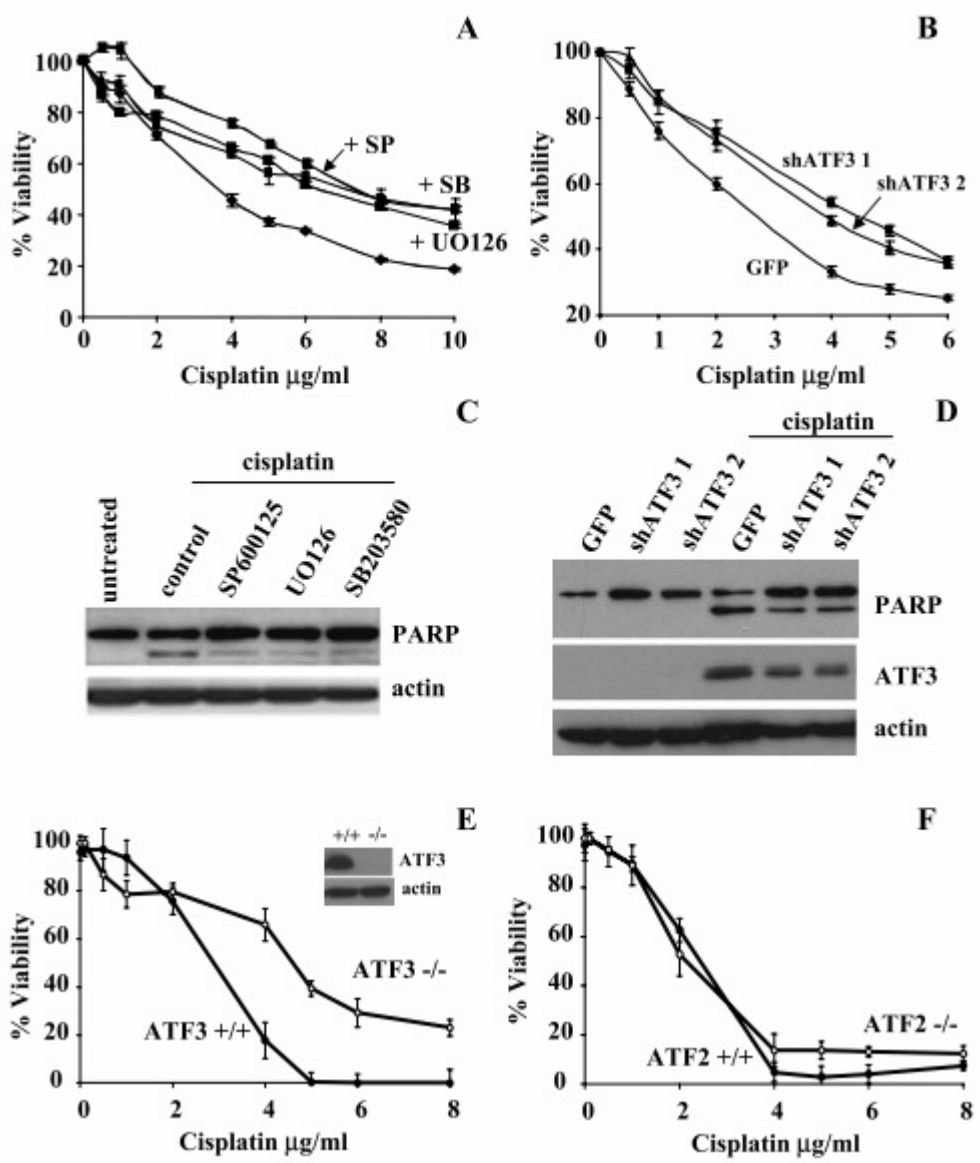 A
% Viability
100
80
60
40
20
0
+ SP
+ SB
+ UO126
0 2 4 6 8 10
Cisplatin µg/ml
B
% Viability
100
80
60
40
20
shATF3 1
shATF3 2
GFP
0 1 2 3 4 5 6
Cisplatin µg/ml
C
cisplatin
untreated
control
SP600125
UO126
SB203580
PARP
actin
D
cisplatin
GFP
shATF3 1
shATF3 2
GFP
shATF3 1
shATF3 2
PARP
ATF3
actin
E
% Viability
100
80
60
40
20
0
+/+ -/-
ATF3
actin
ATF3 -/-
ATF3 +/+
0 2 4 6 8
Cisplatin µg/ml
F
% Viability
100
80
60
40
20
0
ATF2 -/-
ATF2 +/+
0 2 4 6 8
Cisplatin µg/ml